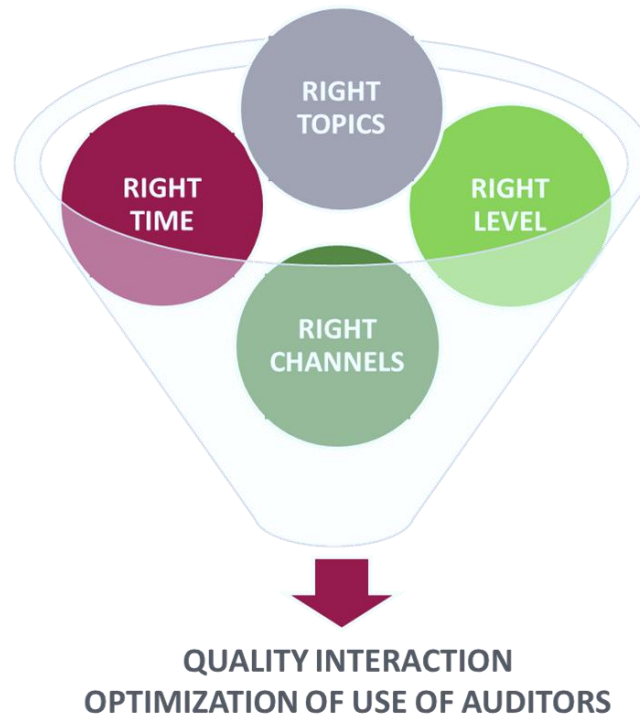 RIGHT
TOPICS
RIGHT
TIME
RIGHT
LEVEL
RIGHT
CHANNELS
QUALITY INTERACTION
OPTIMIZATION OF USE OF AUDITORS